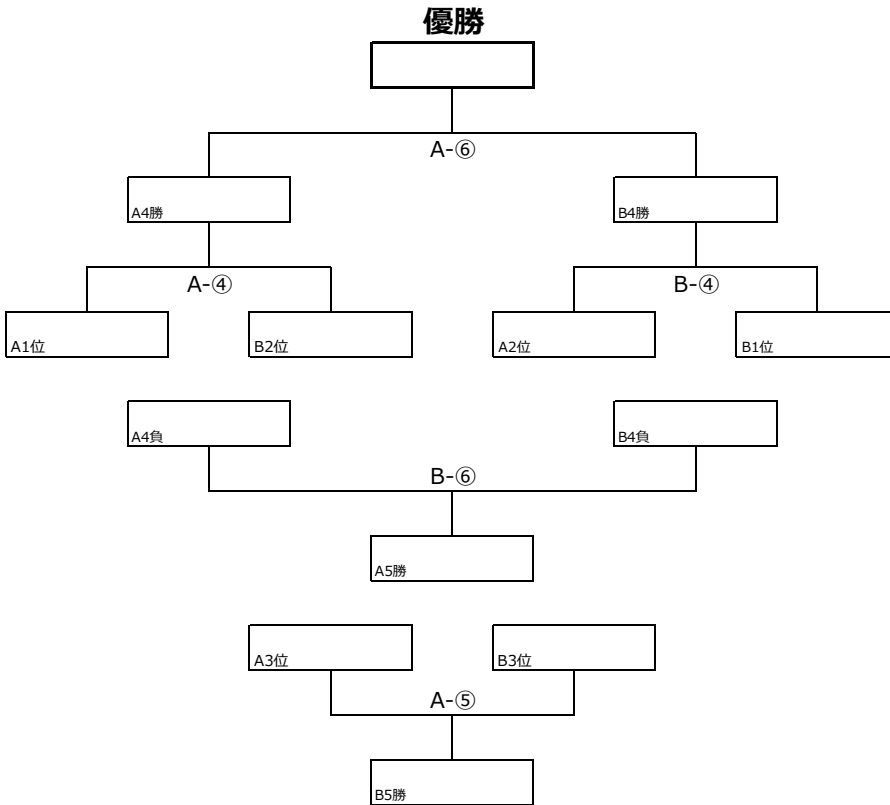 優勝
A-⑥
A4勝
B4勝
A-④
B-④
A1位
B2位
A2位
B1位
A4負
B4負
B-⑥
A5勝
A3位
B3位
A-⑤
B5勝